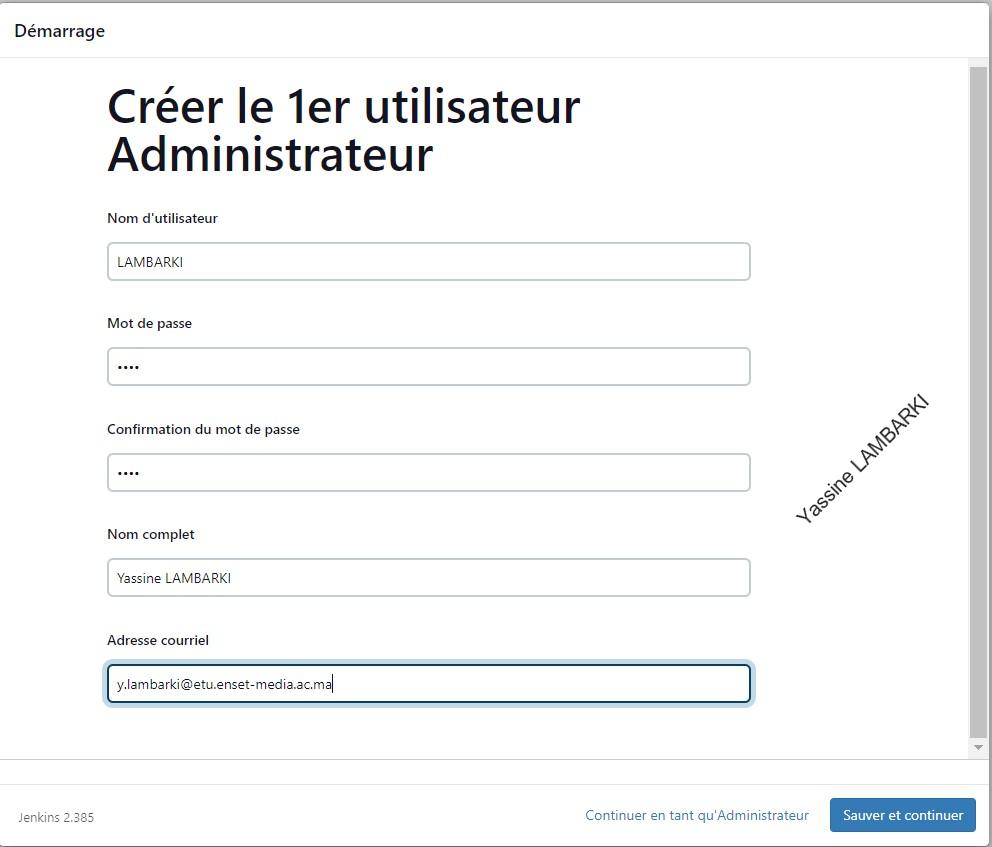 Démarrage
Créer le 1er utilisateur
Administrateur
Nom d'utilisateur
LAMBARKI
Mot de passe
••••
Confirmation du mot de passe
••••
Nom complet
Yassine LAMBARKI
Adresse courriel
y.lambarki@etu.enset-media.ac.ma
Yassine LAMBARKI
Jenkins 2.385
Continuer en tant qu'Administrateur
Sauver et continuer